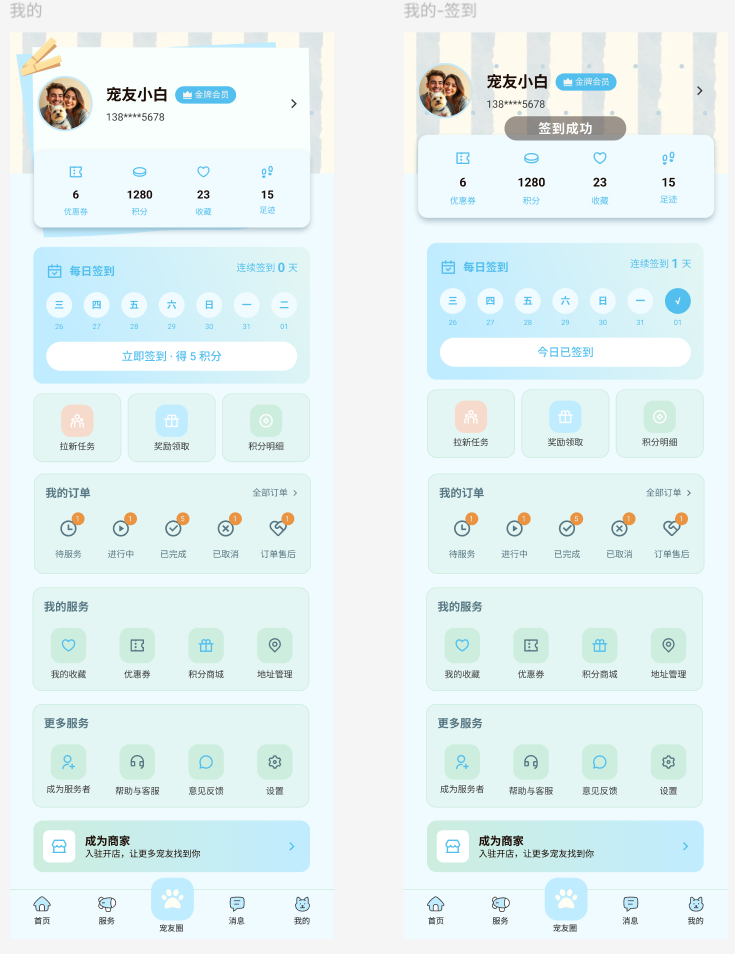 我的
宠友小白
金牌会员
138****5678
6
1280
23
15
优惠券
积分
收藏
足迹
每日签到
连续签到 0 天
三 四 五 六 日 一 二
26 27 28 29 30 31 01
立即签到 · 得 5 积分
拉新任务
奖励领取
积分明细
我的订单
全部订单
1 1 5 1 1
待服务
进行中
已完成
已取消
订单售后
我的服务
我的收藏
优惠券
积分商城
地址管理
更多服务
成为服务者
帮助与客服
意见反馈
设置
成为商家
入驻开店，让更多宠友找到你
首页
服务
宠友圈
消息
我的
我的-签到
宠友小白
金牌会员
138****5678
签到成功
6
1280
23
15
优惠券
积分
收藏
足迹
每日签到
连续签到 1 天
三 四 五 六 日 一 √
26 27 28 29 30 31 01
今日已签到
拉新任务
奖励领取
积分明细
我的订单
全部订单
1 1 5 1 1
待服务
进行中
已完成
已取消
订单售后
我的服务
我的收藏
优惠券
积分商城
地址管理
更多服务
成为服务者
帮助与客服
意见反馈
设置
成为商家
入驻开店，让更多宠友找到你
首页
服务
宠友圈
消息
我的